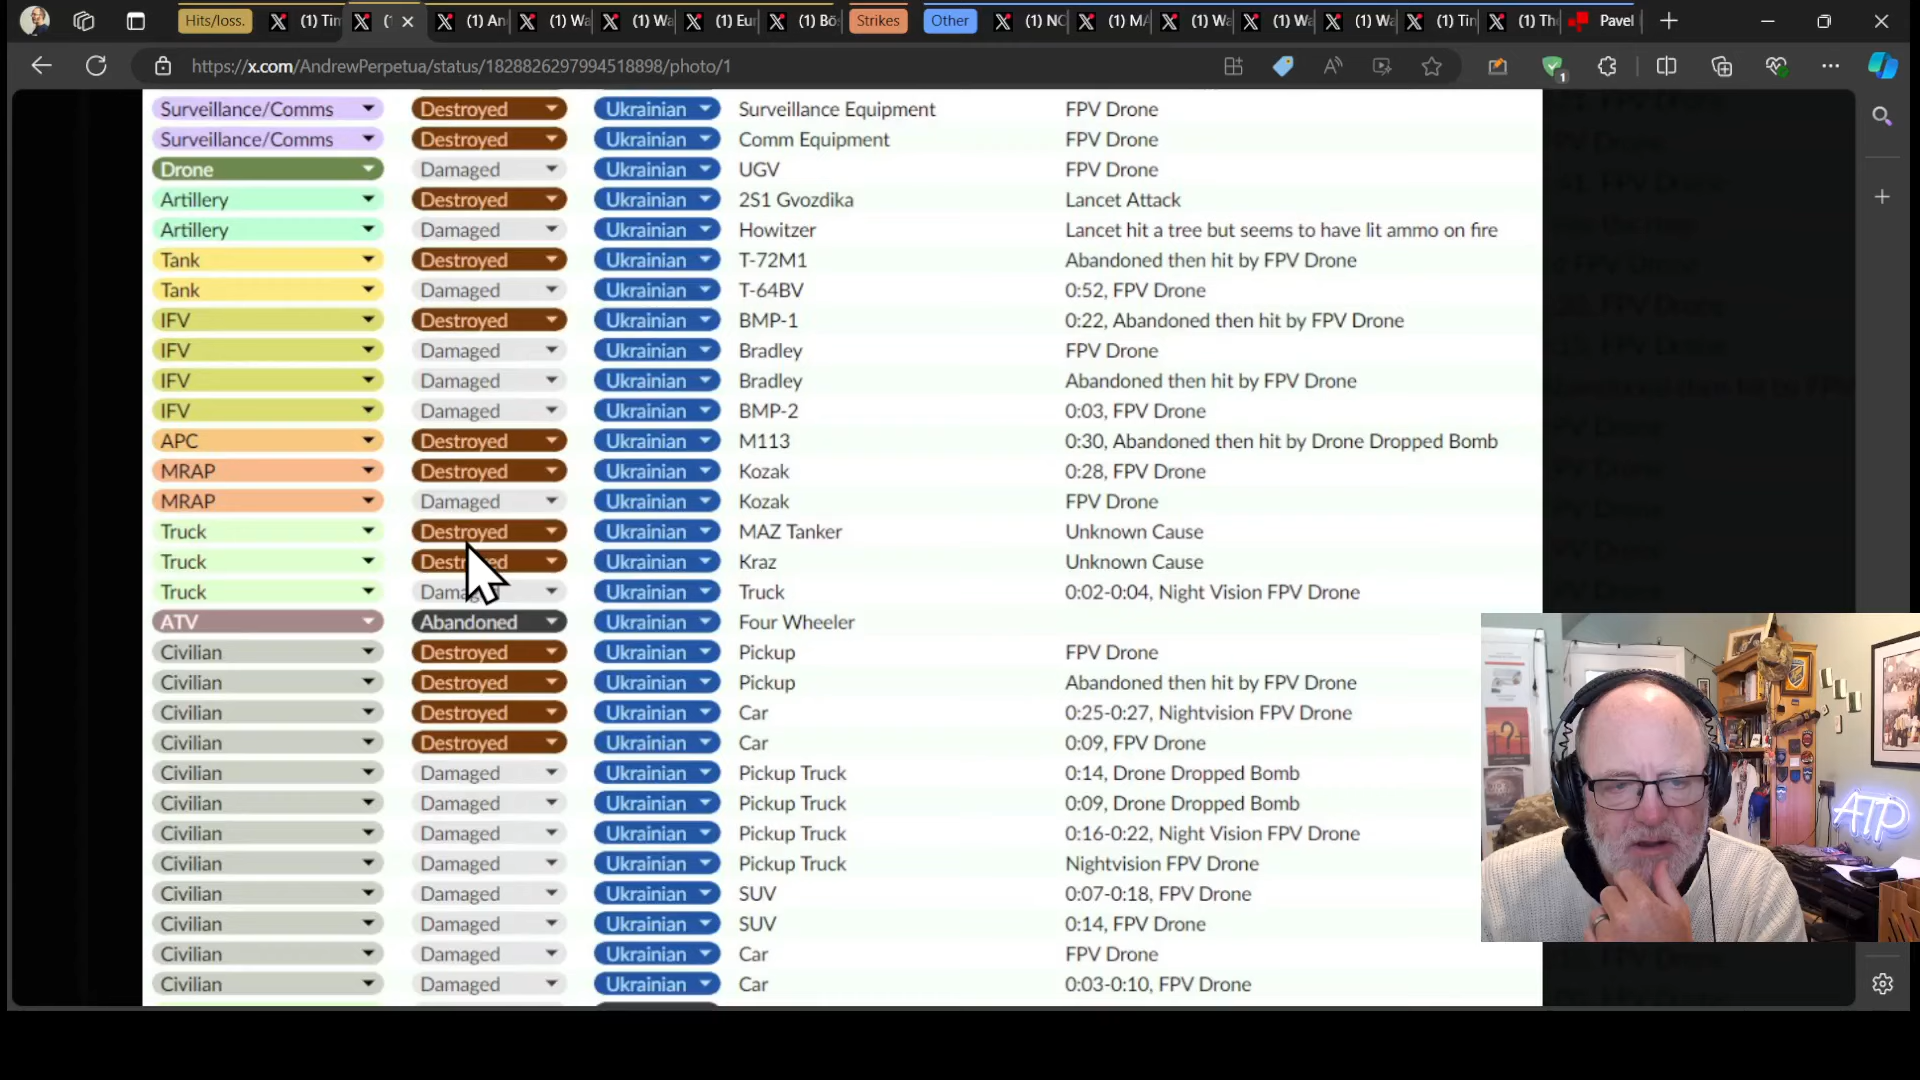 Hits/loss. (1) Tin (1 (1) An (1) Wa (1) Wa (1) Eur (1) Bös Strikes Other (1) NO (1) MA (1) Wa (1) Wa (1) Wa (1) Tin (1) Th Pavel
https://x.com/AndrewPerpetua/status/1828826297994518898/photo/1
Surveillance/Comms Destroyed Ukrainian Surveillance Equipment FPV Drone
Surveillance/Comms Destroyed Ukrainian Comm Equipment FPV Drone
Drone Damaged Ukrainian UGV FPV Drone
Artillery Destroyed Ukrainian 2S1 Gvozdika Lancet Attack
Artillery Damaged Ukrainian Howitzer Lancet hit a tree but seems to have lit ammo on fire
Tank Destroyed Ukrainian T-72M1 Abandoned then hit by FPV Drone
Tank Damaged Ukrainian T-64BV 0:52, FPV Drone
IFV Destroyed Ukrainian BMP-1 0:22, Abandoned then hit by FPV Drone
IFV Damaged Ukrainian Bradley FPV Drone
IFV Damaged Ukrainian Bradley Abandoned then hit by FPV Drone
IFV Damaged Ukrainian BMP-2 0:03, FPV Drone
APC Destroyed Ukrainian M113 0:30, Abandoned then hit by Drone Dropped Bomb
MRAP Destroyed Ukrainian Kozak 0:28, FPV Drone
MRAP Damaged Ukrainian Kozak FPV Drone
Truck Destroyed Ukrainian MAZ Tanker Unknown Cause
Truck Destroyed Ukrainian Kraz Unknown Cause
Truck Damaged Ukrainian Truck 0:02-0:04, Night Vision FPV Drone
ATV Abandoned Ukrainian Four Wheeler
Civilian Destroyed Ukrainian Pickup FPV Drone
Civilian Destroyed Ukrainian Pickup Abandoned then hit by FPV Drone
Civilian Destroyed Ukrainian Car 0:25-0:27, Nightvision FPV Drone
Civilian Destroyed Ukrainian Car 0:09, FPV Drone
Civilian Damaged Ukrainian Pickup Truck 0:14, Drone Dropped Bomb
Civilian Damaged Ukrainian Pickup Truck 0:09, Drone Dropped Bomb
Civilian Damaged Ukrainian Pickup Truck 0:16-0:22, Night Vision FPV Drone
Civilian Damaged Ukrainian Pickup Truck Nightvision FPV Drone
Civilian Damaged Ukrainian SUV 0:07-0:18, FPV Drone
Civilian Damaged Ukrainian SUV 0:14, FPV Drone
Civilian Damaged Ukrainian Car FPV Drone
Civilian Damaged Ukrainian Car 0:03-0:10, FPV Drone
ATP